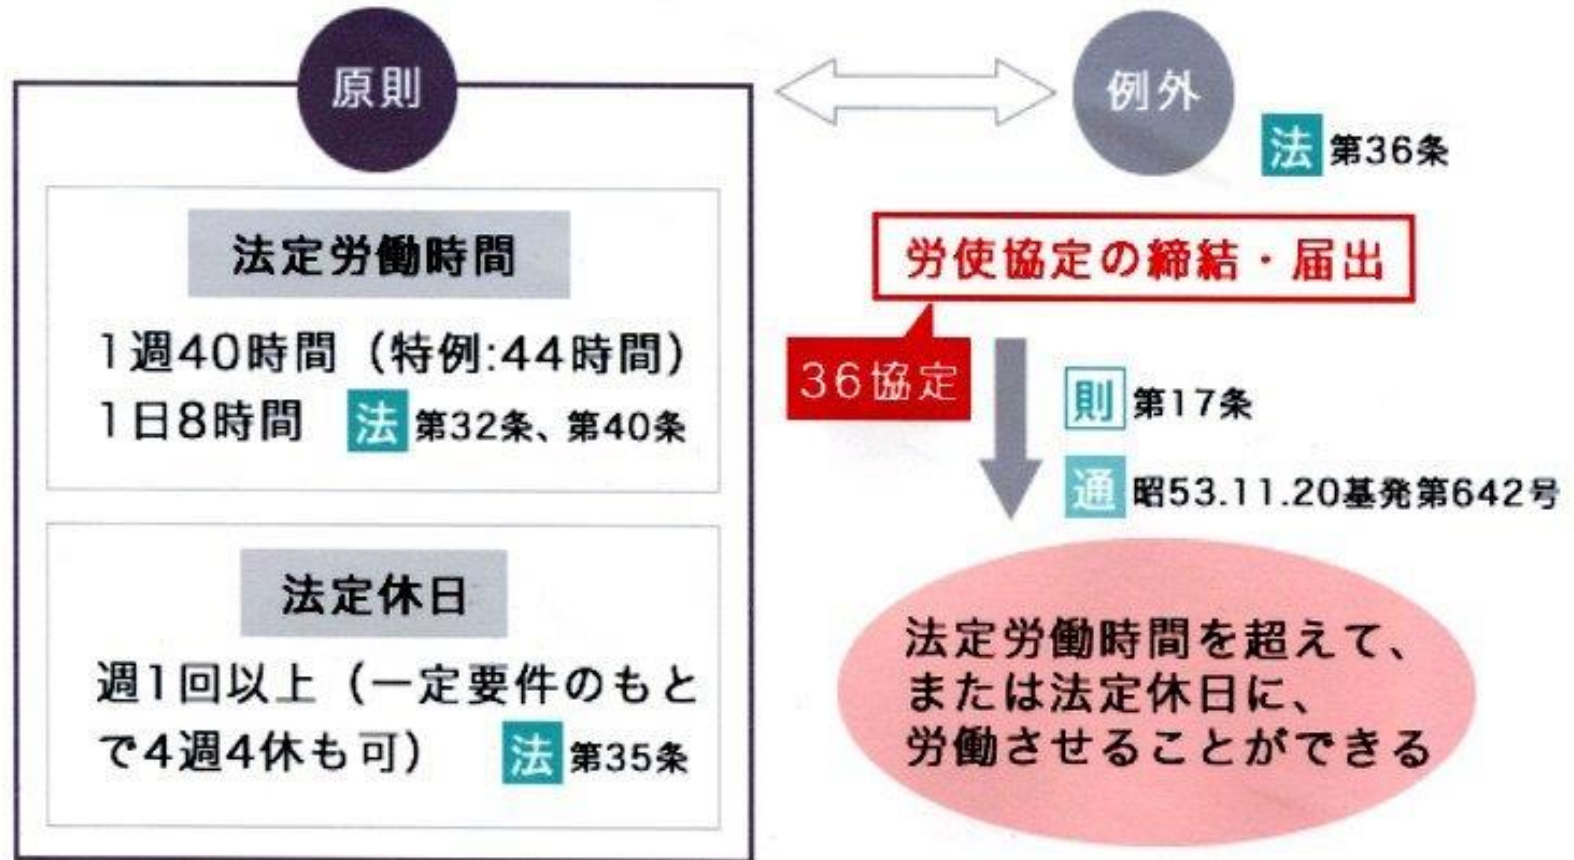 原則
法定労働時間
1週40時間（特例:44時間）
1日8時間 法 第32条、第40条
法定休日
週1回以上（一定要件のもと
で4週4休も可） 法 第35条
例外
法 第36条
労使協定の締結・届出
36協定
則 第17条
通 昭53.11.20基発第642号
法定労働時間を超えて、
または法定休日に、
労働させることができる